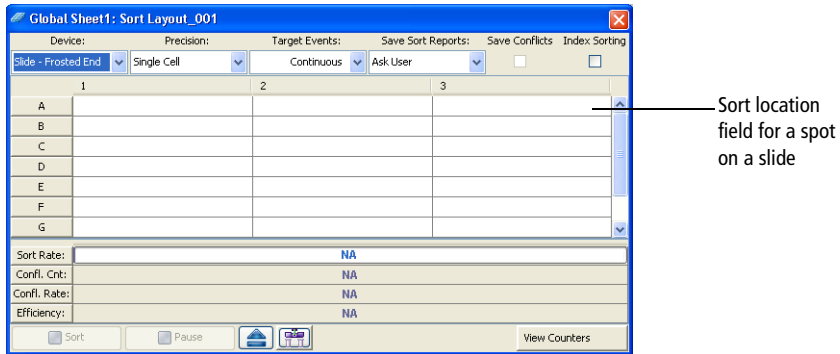 Global Sheet1: Sort Layout_001
Device: Precision: Target Events: Save Sort Reports: Save Conflicts Index Sorting
Slide - Frosted End Single Cell Continuous Ask User
1 2 3
A
B
C
D
E
F
G
Sort location
field for a spot
on a slide
Sort Rate: NA
Confl. Cnt: NA
Confl. Rate: NA
Efficiency: NA
Sort Pause View Counters